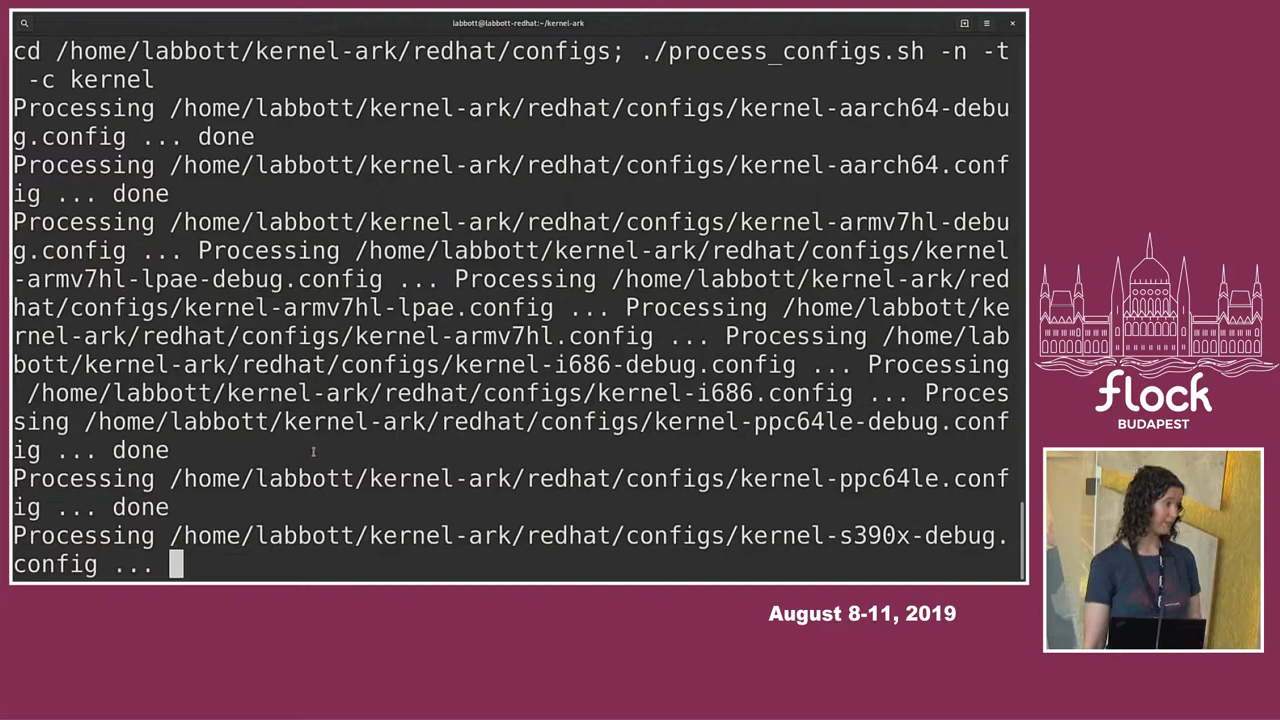 labbott@labbott-redhat:~/kernel-ark
cd /home/labbott/kernel-ark/redhat/configs; ./process_configs.sh -n -t
-c kernel
Processing /home/labbott/kernel-ark/redhat/configs/kernel-aarch64-debu
g.config ... done
Processing /home/labbott/kernel-ark/redhat/configs/kernel-aarch64.conf
ig ... done
Processing /home/labbott/kernel-ark/redhat/configs/kernel-armv7hl-debu
g.config ... Processing /home/labbott/kernel-ark/redhat/configs/kernel
-armv7hl-lpae-debug.config ... Processing /home/labbott/kernel-ark/red
hat/configs/kernel-armv7hl-lpae.config ... Processing /home/labbott/ke
rnel-ark/redhat/configs/kernel-armv7hl.config ... Processing /home/lab
bott/kernel-ark/redhat/configs/kernel-i686-debug.config ... Processing
/home/labbott/kernel-ark/redhat/configs/kernel-i686.config ... Proces
sing /home/labbott/kernel-ark/redhat/configs/kernel-ppc64le-debug.conf
ig ... done
Processing /home/labbott/kernel-ark/redhat/configs/kernel-ppc64le.conf
ig ... done
Processing /home/labbott/kernel-ark/redhat/configs/kernel-s390x-debug.
config ...
flock
BUDAPEST
August 8-11, 2019